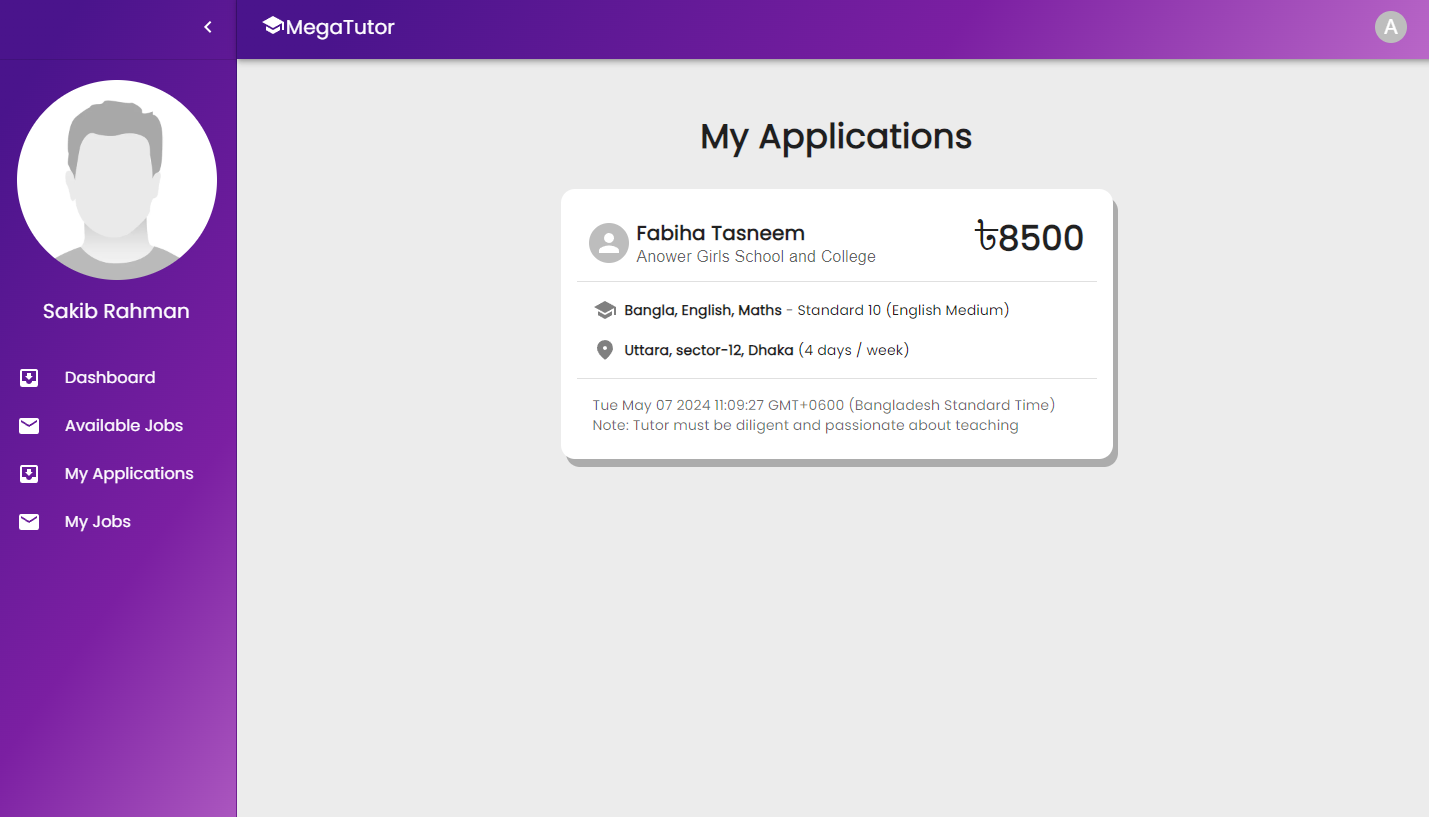 MegaTutor
A
Sakib Rahman
Dashboard
Available Jobs
My Applications
My Jobs
My Applications
Fabiha Tasneem
৳8500
Anower Girls School and College
Bangla, English, Maths - Standard 10 (English Medium)
Uttara, sector-12, Dhaka (4 days / week)
Tue May 07 2024 11:09:27 GMT+0600 (Bangladesh Standard Time)
Note: Tutor must be diligent and passionate about teaching